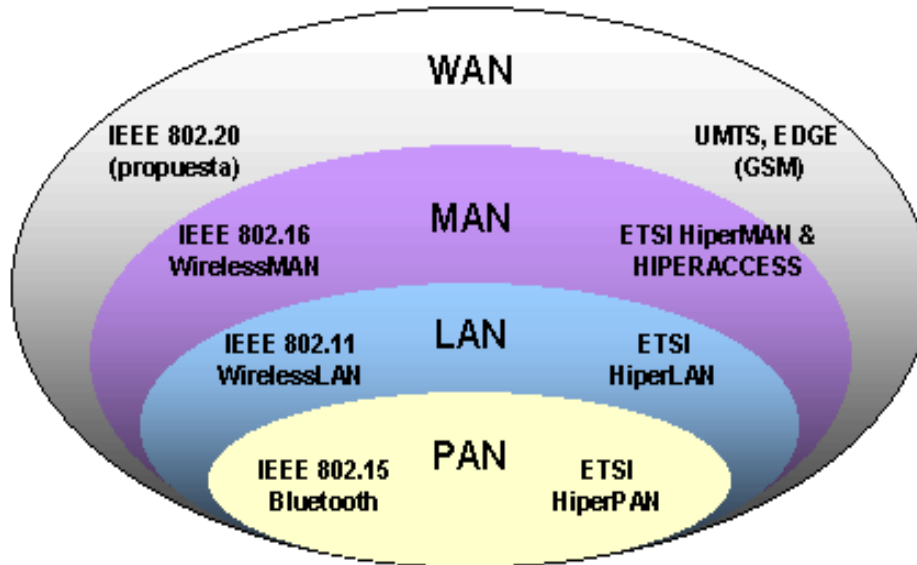 WAN
IEEE 802.20
(propuesta)
UMTS, EDGE
(GSM)
MAN
IEEE 802.16
WirelessMAN
ETSI HiperMAN &
HIPERACCESS
LAN
IEEE 802.11
WirelessLAN
ETSI
HiperLAN
PAN
IEEE 802.15
Bluetooth
ETSI
HiperPAN